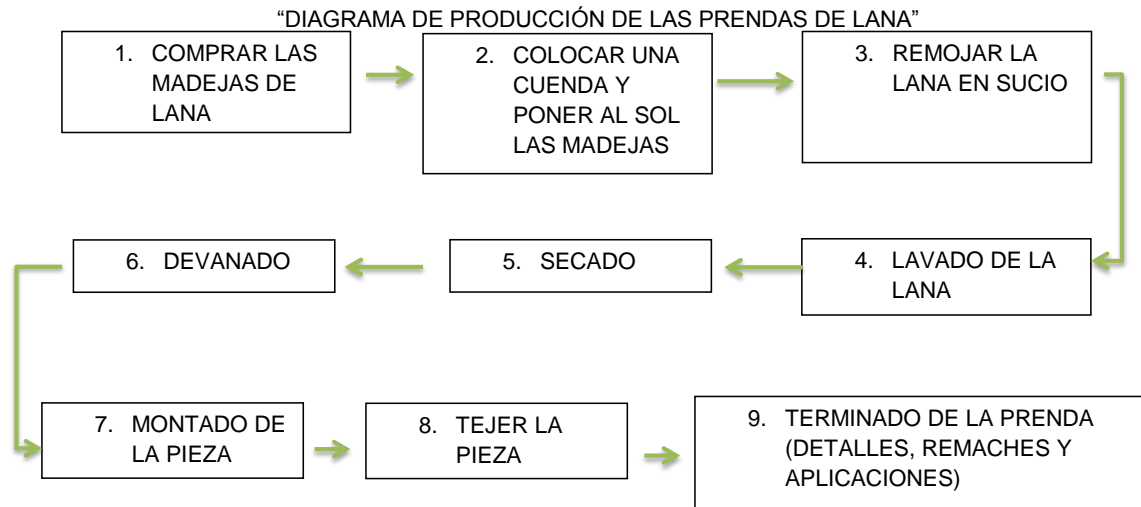 “DIAGRAMA DE PRODUCCIÓN DE LAS PRENDAS DE LANA”
1. COMPRAR LAS
MADEJAS DE
LANA
2. COLOCAR UNA
CUENDA Y
PONER AL SOL
LAS MADEJAS
3. REMOJAR LA
LANA EN SUCIO
4. LAVADO DE LA
LANA
5. SECADO
6. DEVANADO
7. MONTADO DE
LA PIEZA
8. TEJER LA
PIEZA
9. TERMINADO DE LA PRENDA
(DETALLES, REMACHES Y
APLICACIONES)